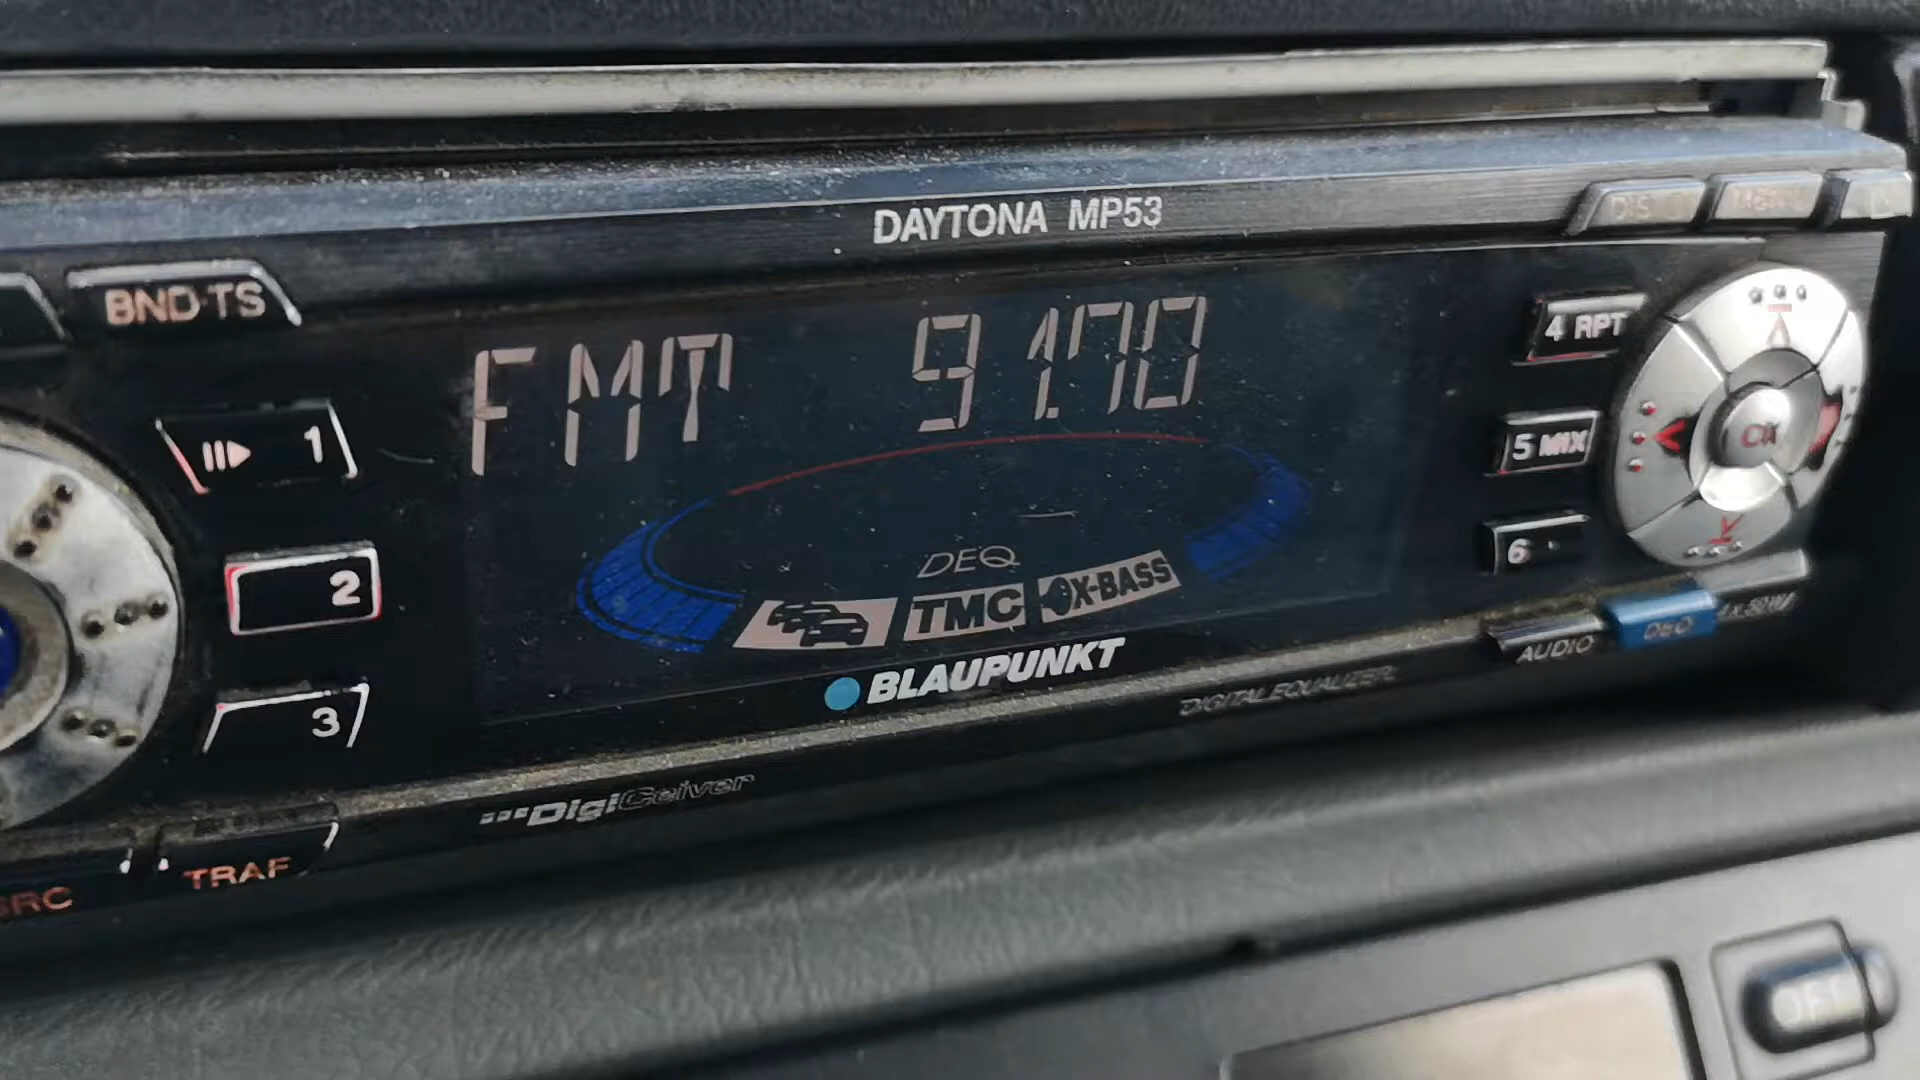 DAYTONA MP53
BND·TS
FMT 91.70
4 RPT
1
5 MIX
OK
2
DEQ
6
TMC X-BASS
3
BLAUPUNKT
AUDIO
DEQ
DIGITAL EQUALIZER
DigiCeiver
TRAF
SRC